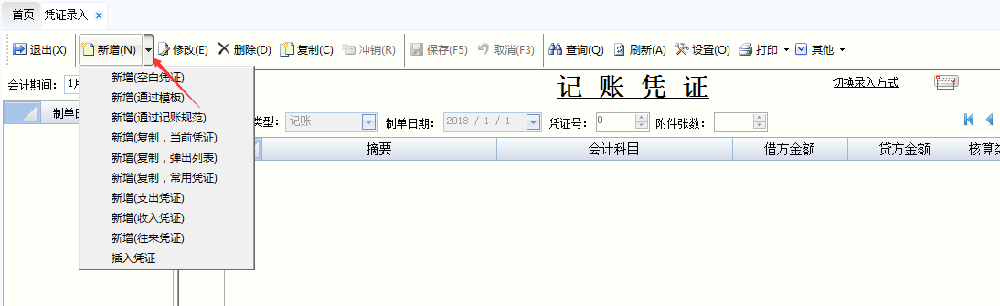 首页 凭证录入 x
退出(X) 新增(N) 修改(E) 删除(D) 复制(C) 冲销(R) 保存(F5) 取消(F3) 查询(Q) 刷新(A) 设置(O) 打印 其他
会计期间: 1月
记 账 凭 证 切换录入方式
制单日
类型: 记账 制单日期: 2018 / 1 / 1 凭证号: 0 附件张数:
摘要 会计科目 借方金额 贷方金额 核算类
新增(空白凭证)
新增(通过模板)
新增(通过记账规范)
新增(复制，当前凭证)
新增(复制，弹出列表)
新增(复制，常用凭证)
新增(支出凭证)
新增(收入凭证)
新增(往来凭证)
插入凭证